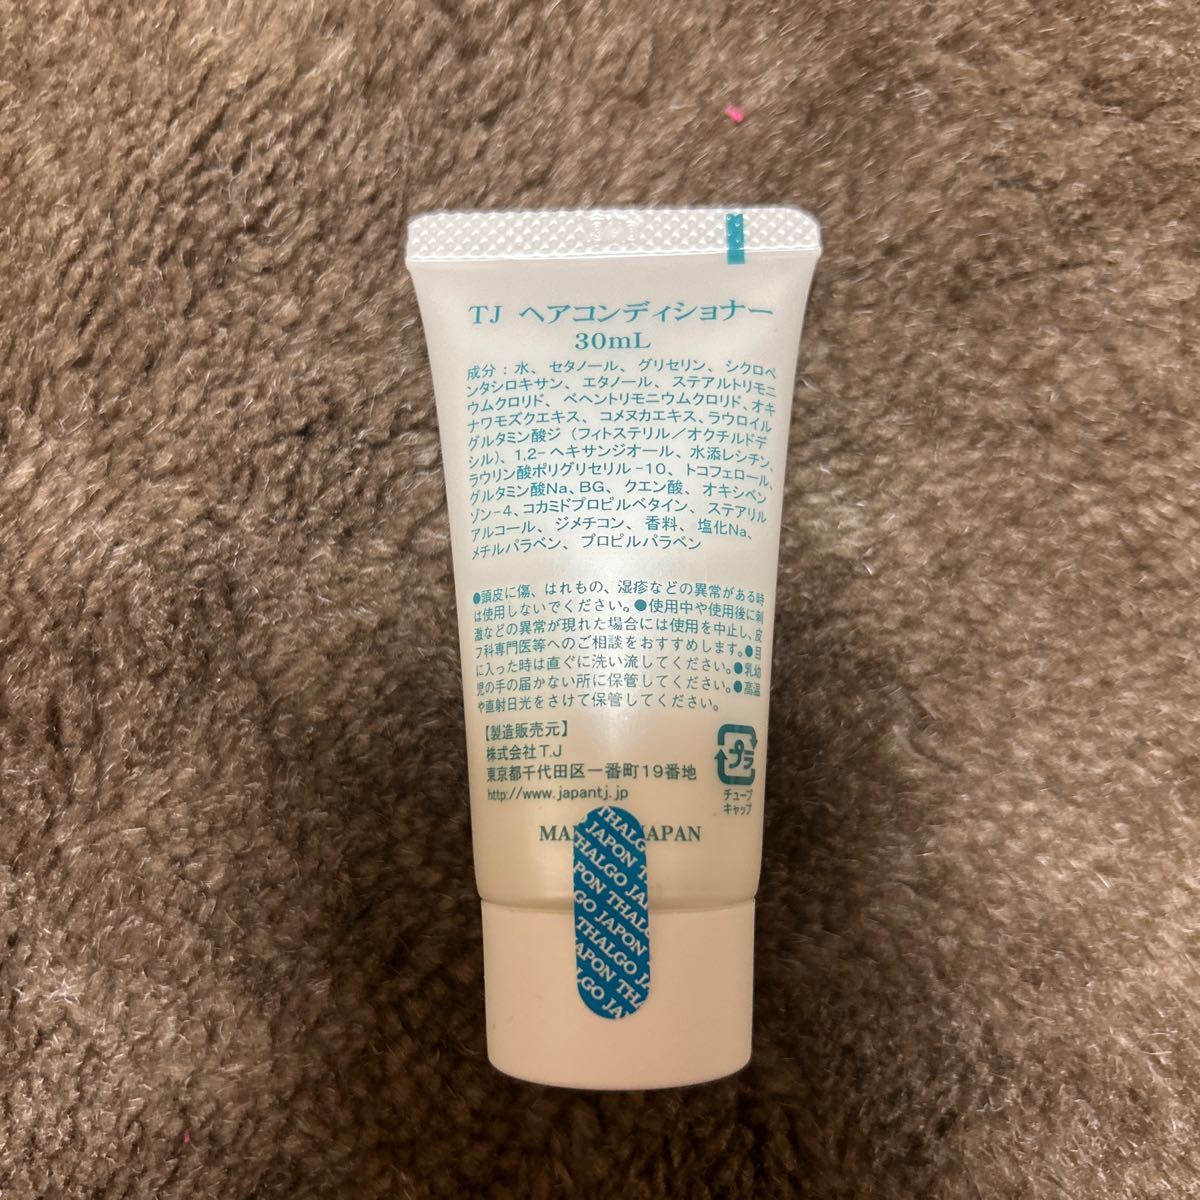 TJ ヘアコンディショナー
30mL
成分：水、セタノール、グリセリン、シクロペ
ンタシロキサン、エタノール、ステアルトリモニ
ウムクロリド、ベヘントリモニウムクロリド、オキ
ナワモズクエキス、コメヌカエキス、ラウロイル
グルタミン酸ジ（フィトステリル／オクチルドデ
シル）、1,2-ヘキサンジオール、水添レシチン、
ラウリン酸ポリグリセリル-10、トコフェロール、
グルタミン酸Na、BG、クエン酸、オキシベン
ゾン-4、コカミドプロピルベタイン、ステアリル
アルコール、ジメチコン、香料、塩化Na、
メチルパラベン、プロピルパラベン
●頭皮に傷、はれもの、湿疹などの異常がある時
は使用しないでください。●使用中や使用後に刺
激などの異常が現れた場合には使用を中止し、皮
フ科専門医等へのご相談をおすすめします。●目
に入った時は直ぐに洗い流してください。●乳幼
児の手の届かない所に保管してください。●高温
や直射日光をさけて保管してください。
【製造販売元】
株式会社T.J
東京都千代田区一番町19番地
http://www.japantj.jp
プラ
チューブ
キャップ
JAPAN
THALGO
JAPON
THALGO JA
PON THALG
GO JAPON
THALGO JA
APON THA
LGO JA